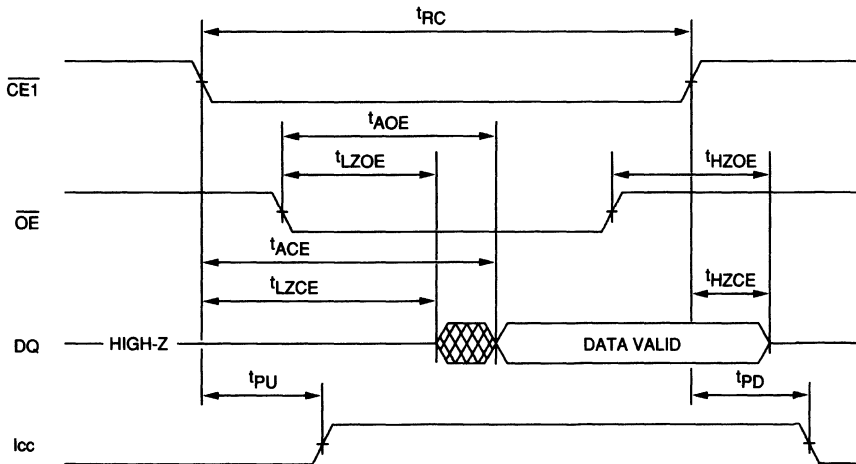 tRC
CE1
tAOE
tLZOE
tHZOE
OE
tACE
tLZCE
tHZCE
DQ HIGH-Z DATA VALID
tPU
tPD
Icc